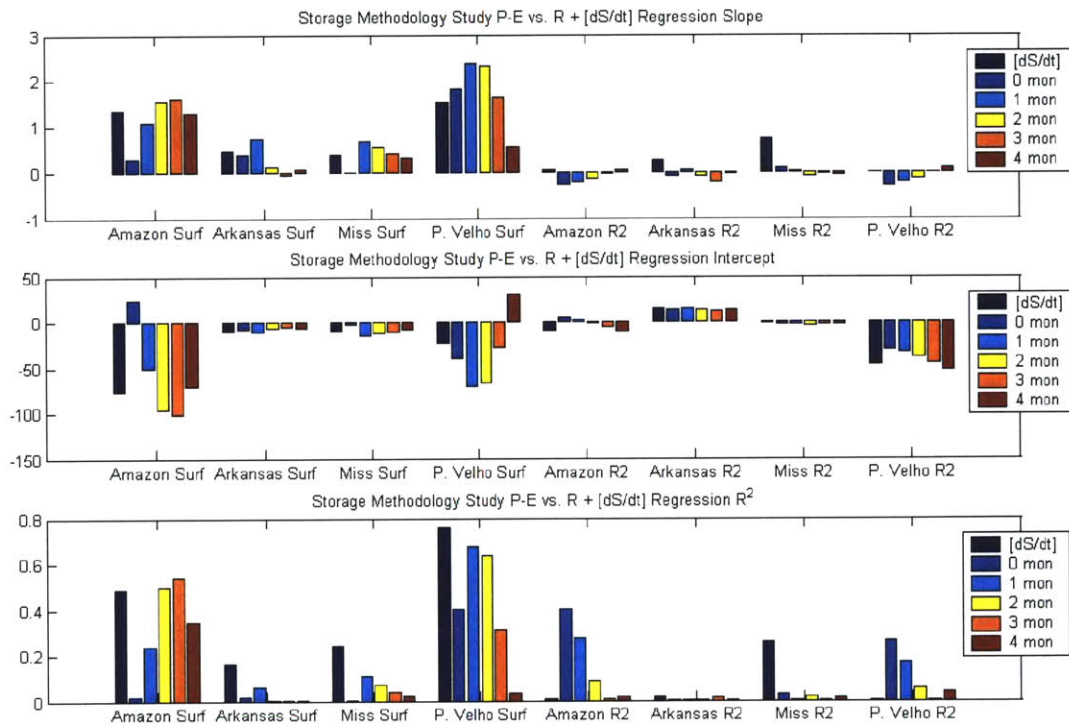 Storage Methodology Study P-E vs. R + [dS/dt] Regression Slope
3
2
1
0
-1
[dS/dt]
0 mon
1 mon
2 mon
3 mon
4 mon
Amazon Surf Arkansas Surf Miss Surf P. Velho Surf Amazon R2 Arkansas R2 Miss R2 P. Velho R2
Storage Methodology Study P-E vs. R + [dS/dt] Regression Intercept
50
0
-50
-100
-150
[dS/dt]
0 mon
1 mon
2 mon
3 mon
4 mon
Amazon Surf Arkansas Surf Miss Surf P. Velho Surf Amazon R2 Arkansas R2 Miss R2 P. Velho R2
Storage Methodology Study P-E vs. R + [dS/dt] Regression R²
0.8
0.6
0.4
0.2
0
[dS/dt]
0 mon
1 mon
2 mon
3 mon
4 mon
Amazon Surf Arkansas Surf Miss Surf P. Velho Surf Amazon R2 Arkansas R2 Miss R2 P. Velho R2